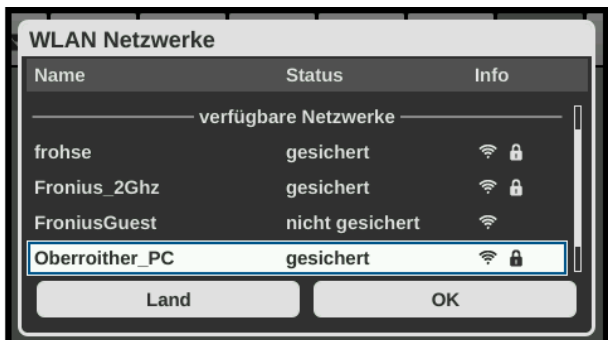 WLAN Netzwerke
Name Status Info
verfügbare Netzwerke
frohse gesichert
Fronius_2Ghz gesichert
FroniusGuest nicht gesichert
Oberroither_PC gesichert
Land OK